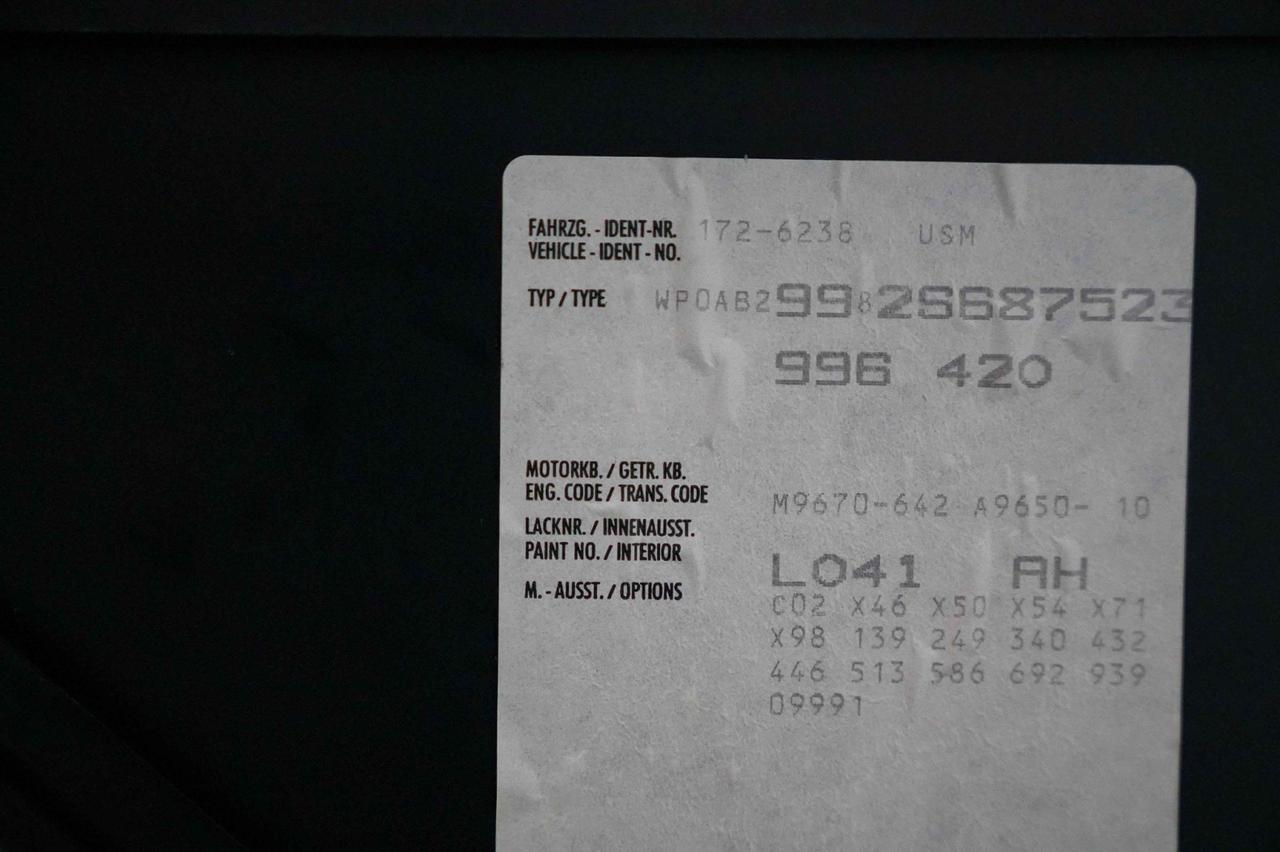 FAHRZG. - IDENT-NR. 172-6238 USM
VEHICLE - IDENT - NO.
TYP / TYPE WP0AB29982S687523
996 420
MOTORKB. / GETR. KB.
ENG. CODE / TRANS. CODE M9670-642 A9650- 10
LACKNR. / INNENAUSST.
PAINT NO. / INTERIOR L041 AH
M. - AUSST. / OPTIONS C02 X46 X50 X54 X71
X98 139 249 340 432
446 513 586 692 939
09991